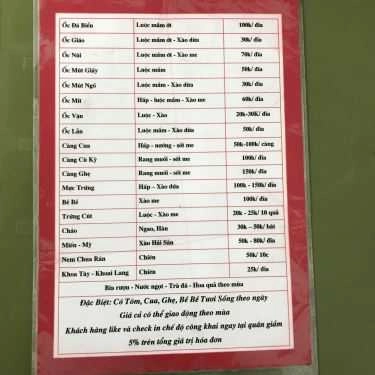 Ốc Đá Biển Luộc mắm ớt 100k/ đĩa
Ốc Giáo Luộc mắm ớt - Xào dừa 30k/ đĩa
Ốc Núi Luộc mắm ớt - Xào me 70k/ đĩa
Ốc Mút Giấy Luộc mắm 50k/ đĩa
Ốc Mút Ngố Luộc mắm - Xào dừa 30k/ đĩa
Ốc Mít Hấp - luộc mắm - xào me 60k/ đĩa
Ốc Vặn Luộc - Xào 20k-30K/ đĩa
Ốc Lẫn Luộc mắm - Xào dừa 50k/ đĩa
Càng Cua Hấp - nướng - sốt me 50k-100k/ càng
Càng Cù Kỳ Rang muối - sốt me 100k/ đĩa
Càng Ghẹ Rang muối - sốt me 150k/ đĩa
Mực Trứng Hấp - Xào dừa 100k - 150k/ đĩa
Bề Bề Xào me 100k/ đĩa
Trứng Cút Luộc - Xào me 20k - 25k/ 10 quả
Cháo Ngao, Hàu 30k – 50k/ bát
Miến - Mỳ Xào Hải Sản 50k - 80k/ đĩa
Nem Chua Rán Chiên 50k/ 10c
Khoa Tây - Khoai Lang Chiên 25k/ đĩa
Bia rượu - Nước ngọt - Trà đá - Hoa quả theo mùa
Đặc Biệt: Có Tôm, Cua, Ghẹ, Bề Bề Tươi Sống theo ngày
Giá cả có thể giao động theo mùa
Khách hàng like và check in chế độ công khai ngay tại quán giảm
5% trên tổng giá trị hóa đơn